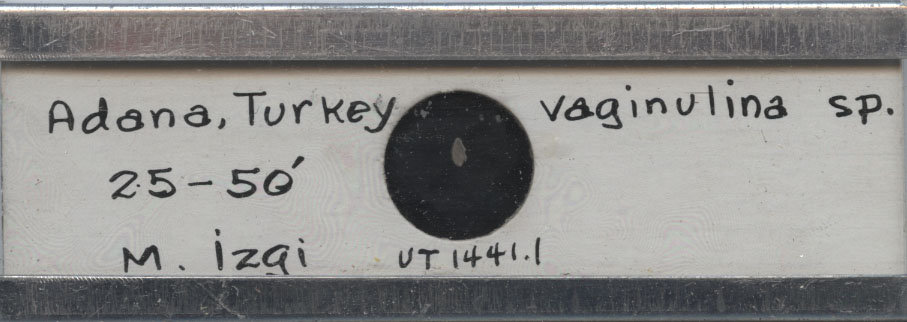 Adana, Turkey
25-50'
M. İzgi
vaginulina sp.
UT 1441.1